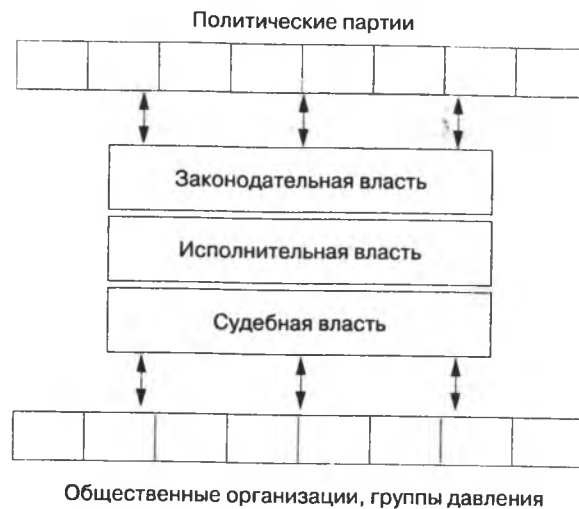 Политические партии
Законодательная власть
Исполнительная власть
Судебная власть
Общественные организации, группы давления